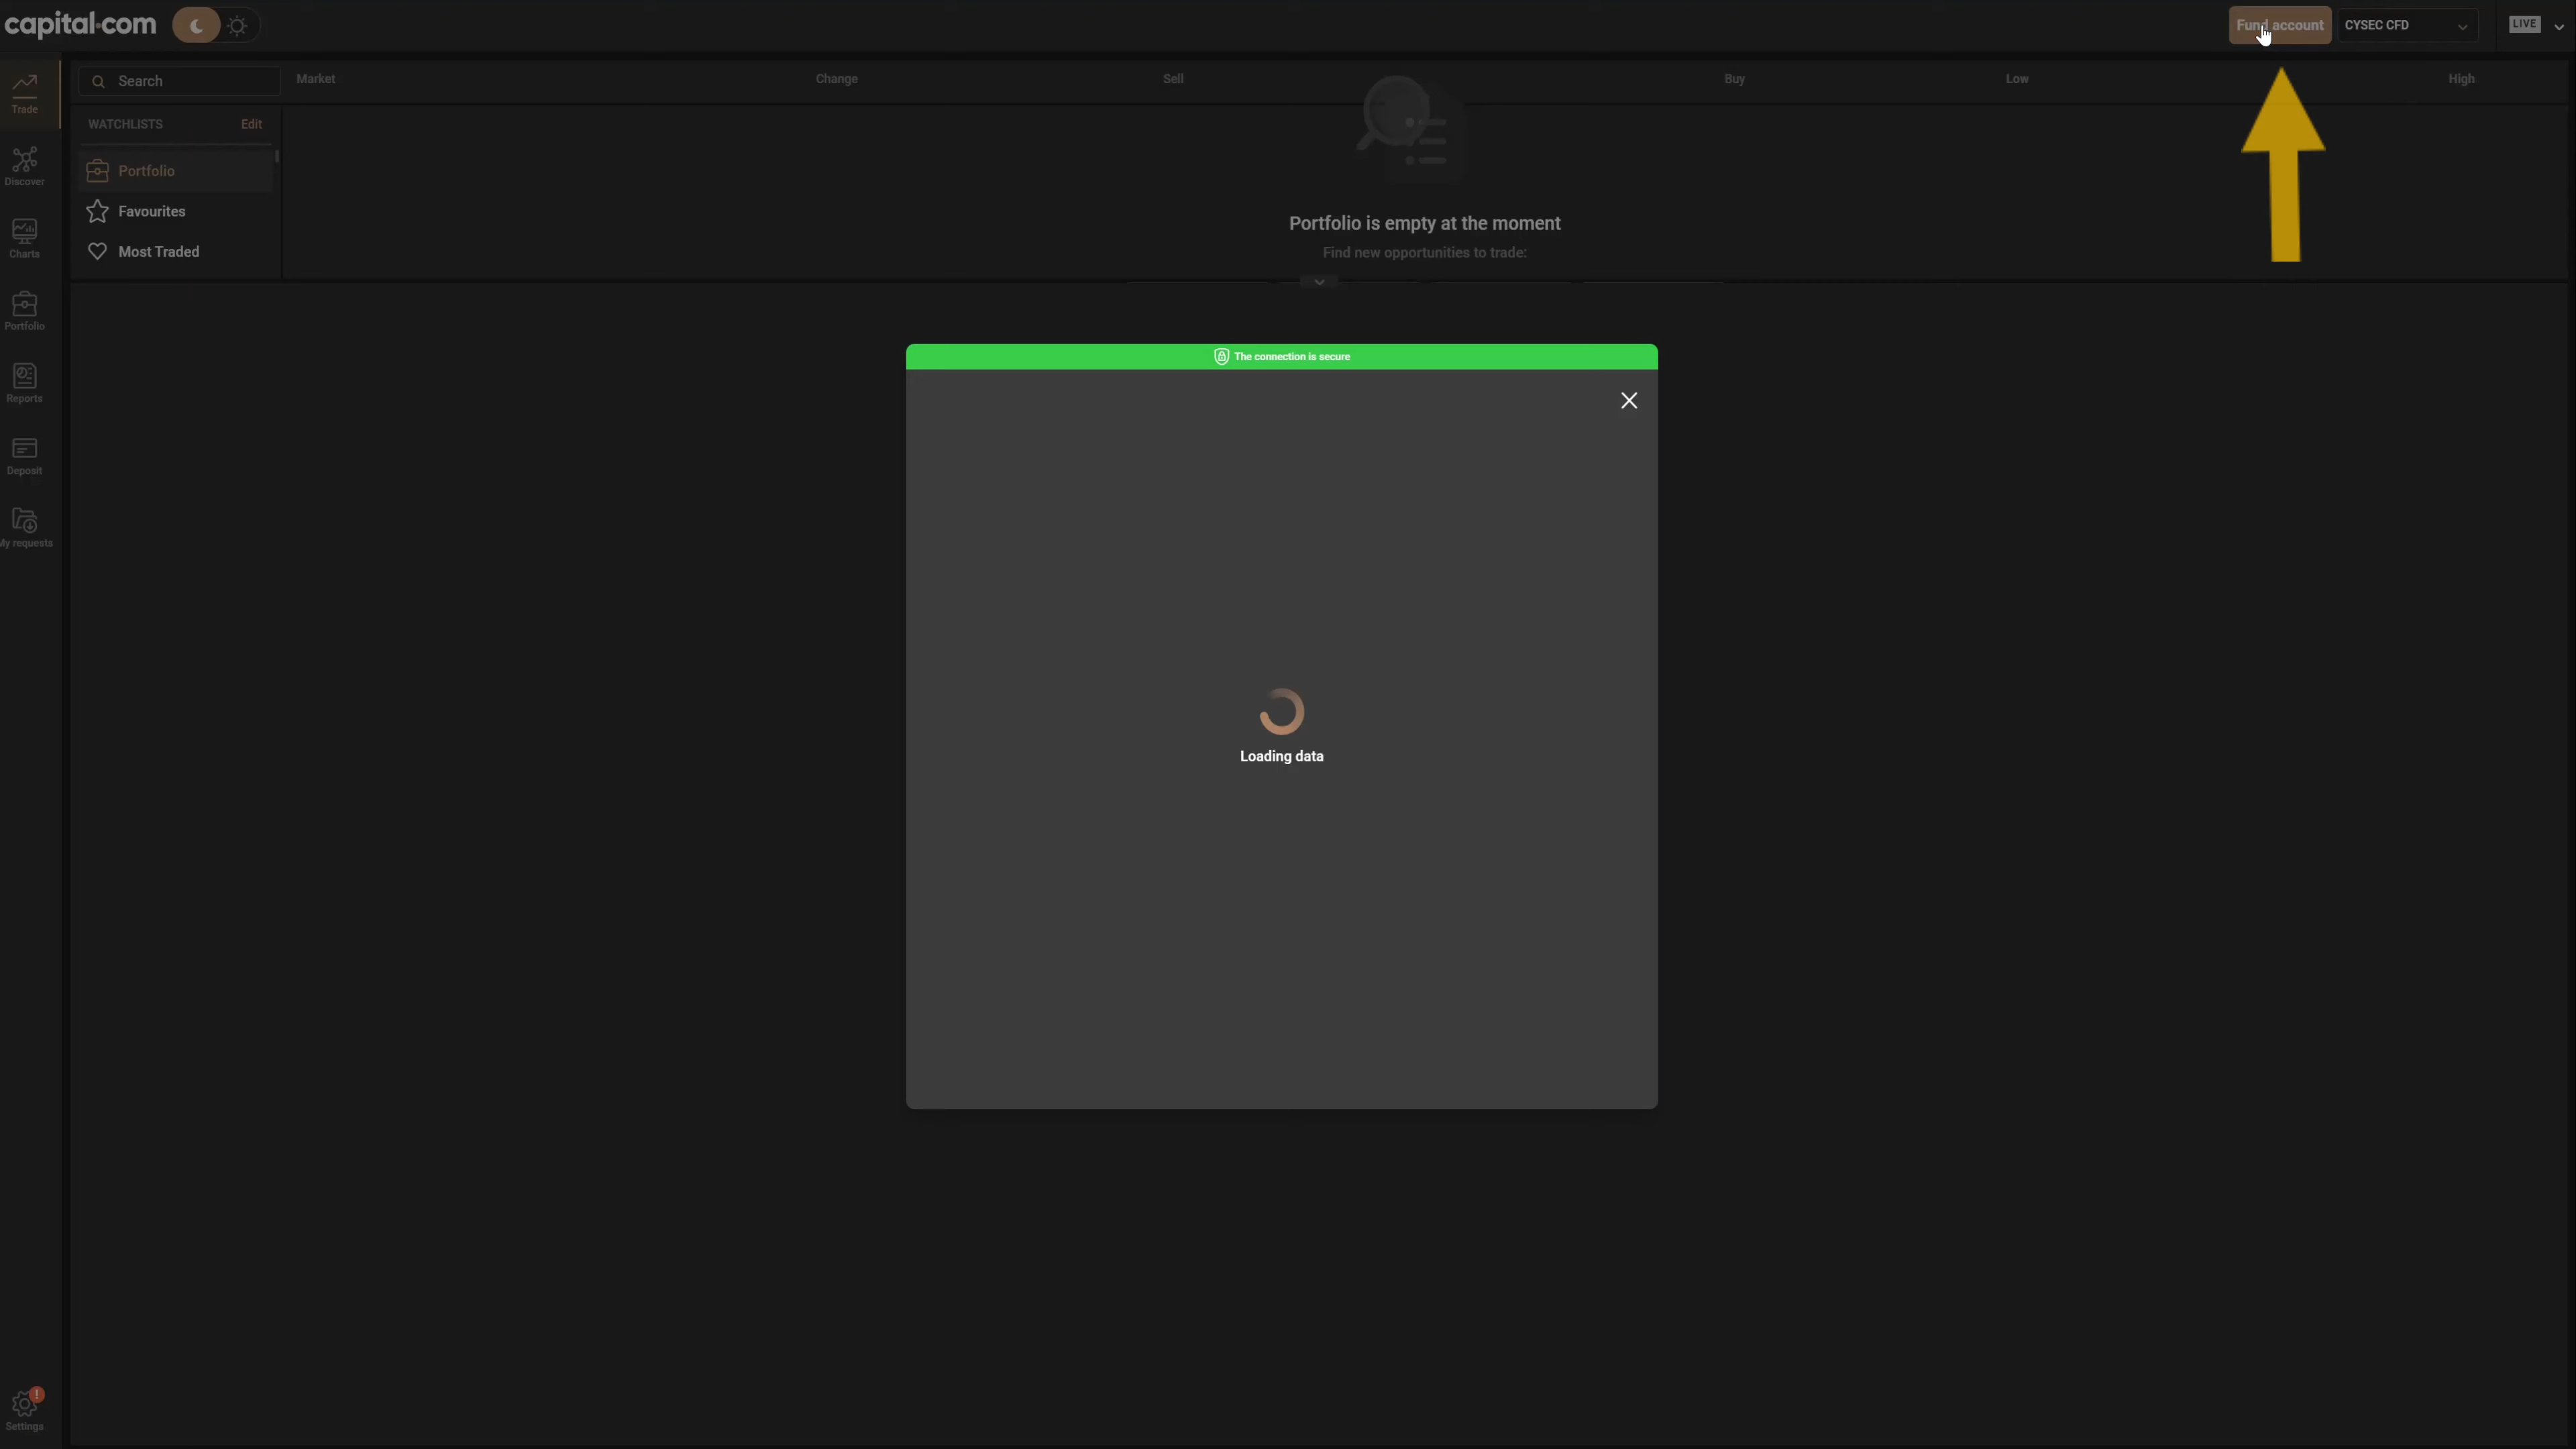 capital.com
Fund account
CYSEC CFD
LIVE
Trade
Discover
Charts
Portfolio
Reports
Deposit
My requests
Settings
Search
Market
Change
Sell
Buy
Low
High
WATCHLISTS
Edit
Portfolio
Favourites
Most Traded
Portfolio is empty at the moment
Find new opportunities to trade:
The connection is secure
Loading data